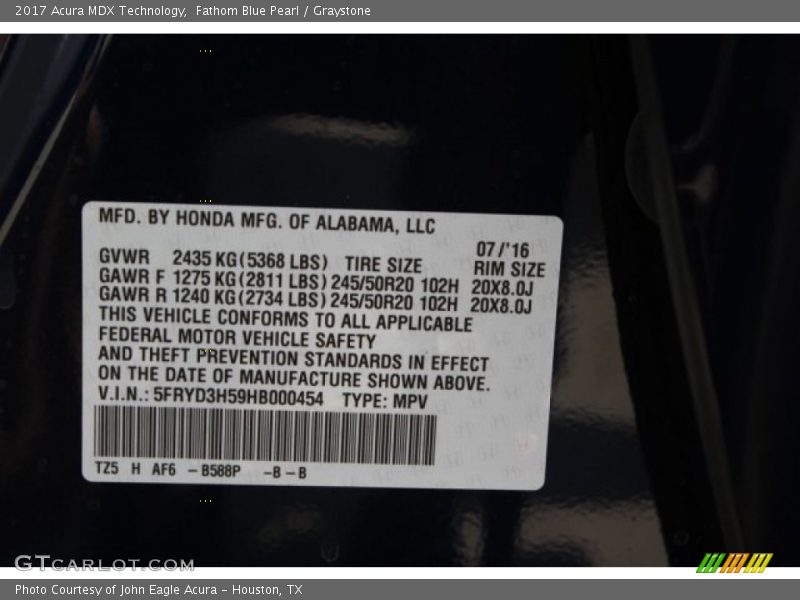 2017 Acura MDX Technology,  Fathom Blue Pearl / Graystone
MFD. BY HONDA MFG. OF ALABAMA, LLC
07/'16
GVWR 2435 KG(5368 LBS) TIRE SIZE RIM SIZE
GAWR F 1275 KG(2811 LBS) 245/50R20 102H 20X8.0J
GAWR R 1240 KG(2734 LBS) 245/50R20 102H 20X8.0J
THIS VEHICLE CONFORMS TO ALL APPLICABLE
FEDERAL MOTOR VEHICLE SAFETY
AND THEFT PREVENTION STANDARDS IN EFFECT
ON THE DATE OF MANUFACTURE SHOWN ABOVE.
V.I.N.: 5FRYD3H59HB000454 TYPE: MPV
TZ5 H AF6 -B588P -B-B
GTCARLOT.COM
Photo Courtesy of John Eagle Acura - Houston, TX